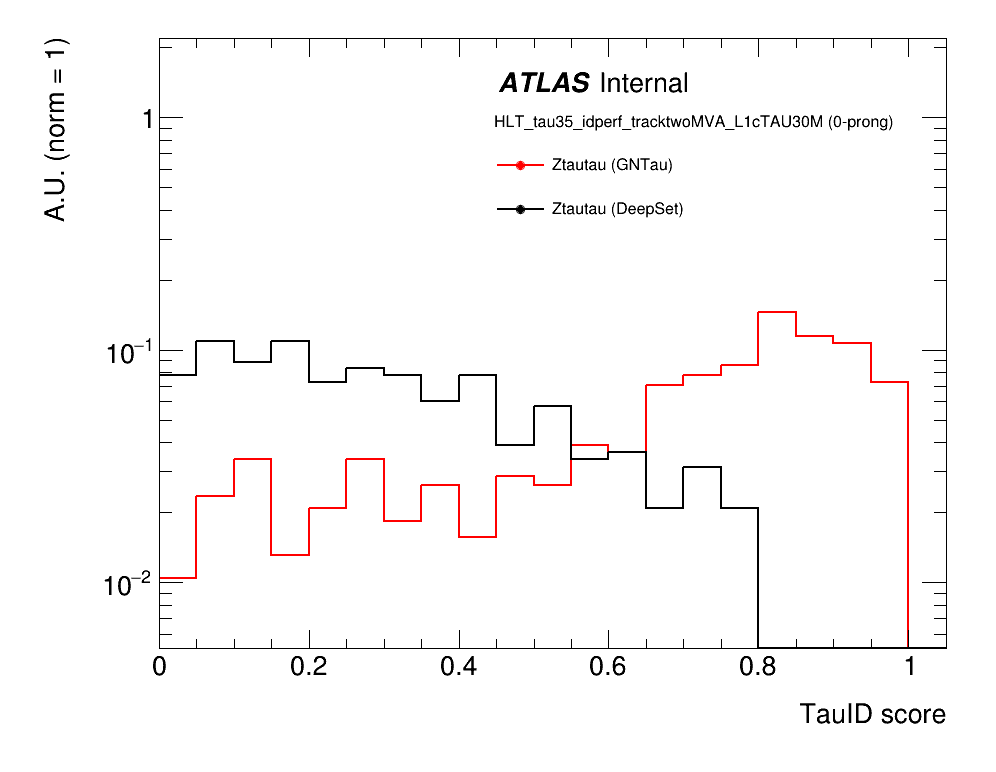 A.U. (norm = 1)
ATLAS Internal
HLT_tau35_idperf_tracktwoMVA_L1cTAU30M (0-prong)
Ztautau (GNTau)
Ztautau (DeepSet)
1
10−1
10−2
0 0.2 0.4 0.6 0.8 1
TauID score